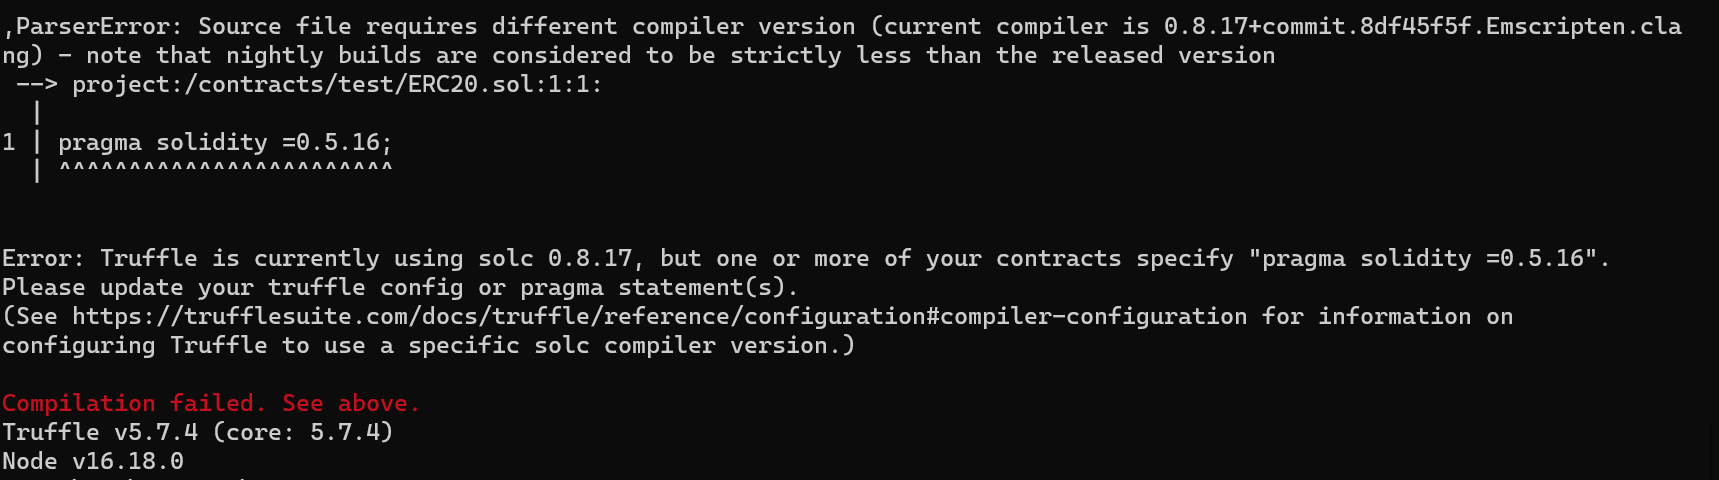 ,ParserError: Source file requires different compiler version (current compiler is 0.8.17+commit.8df45f5f.Emscripten.cla
ng) - note that nightly builds are considered to be strictly less than the released version
 --> project:/contracts/test/ERC20.sol:1:1:
  |
1 | pragma solidity =0.5.16;
  | ^^^^^^^^^^^^^^^^^^^^^^^^
Error: Truffle is currently using solc 0.8.17, but one or more of your contracts specify "pragma solidity =0.5.16".
Please update your truffle config or pragma statement(s).
(See https://trufflesuite.com/docs/truffle/reference/configuration#compiler-configuration for information on
configuring Truffle to use a specific solc compiler version.)
Compilation failed. See above.
Truffle v5.7.4 (core: 5.7.4)
Node v16.18.0